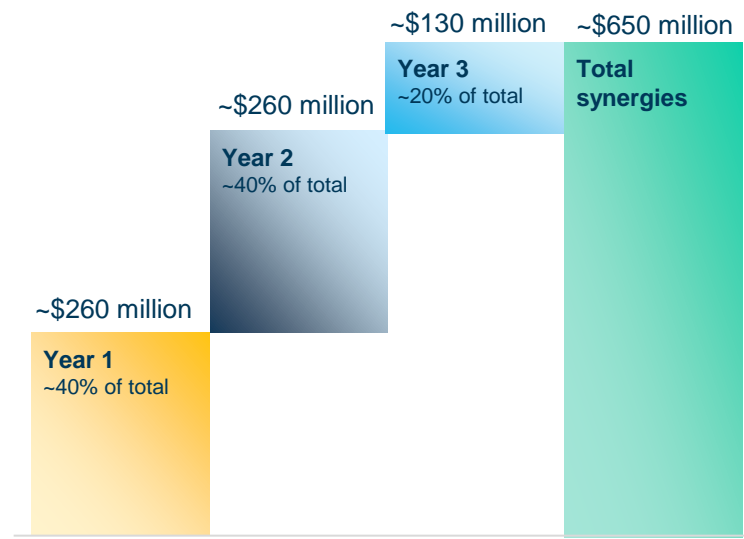 ~$130 million
~$650 million
Year 3
~20% of total
Total
synergies
~$260 million
Year 2
~40% of total
~$260 million
Year 1
~40% of total